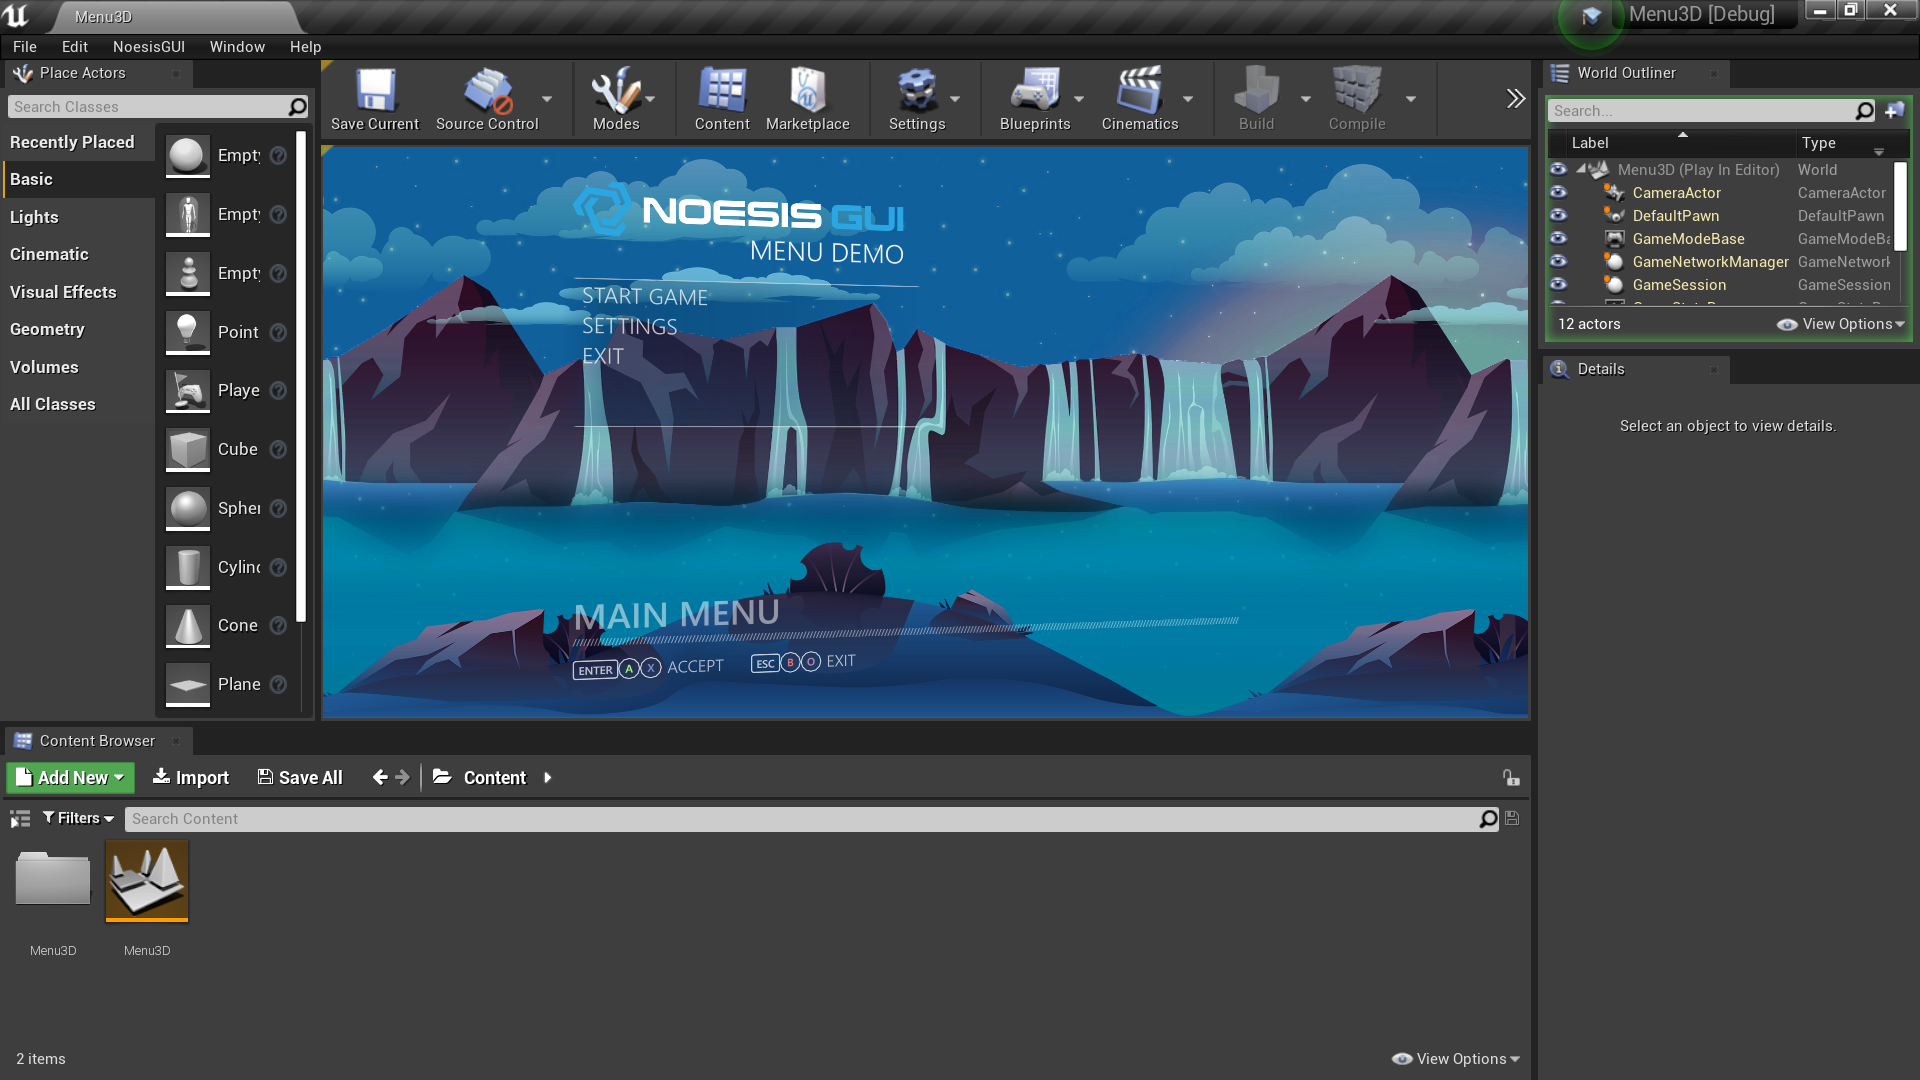 Menu3D
Menu3D [Debug]
File Edit NoesisGUI Window Help
Place Actors
Search Classes
Recently Placed
Basic
Lights
Cinematic
Visual Effects
Geometry
Volumes
All Classes
Empty
Empty
Empty
Point
Playe
Cube
Spher
Cylind
Cone
Plane
Save Current Source Control Modes Content Marketplace Settings Blueprints Cinematics Build Compile
NOESIS GUI
MENU DEMO
START GAME
SETTINGS
EXIT
MAIN MENU
ENTER A X ACCEPT ESC B O EXIT
World Outliner
Search...
Label Type
Menu3D (Play In Editor) World
CameraActor CameraActor
DefaultPawn DefaultPawn
GameModeBase GameModeBa
GameNetworkManager GameNetwork
GameSession GameSession
12 actors View Options
Details
Select an object to view details.
Content Browser
Add New Import Save All Content
Filters Search Content
Menu3D Menu3D
2 items View Options